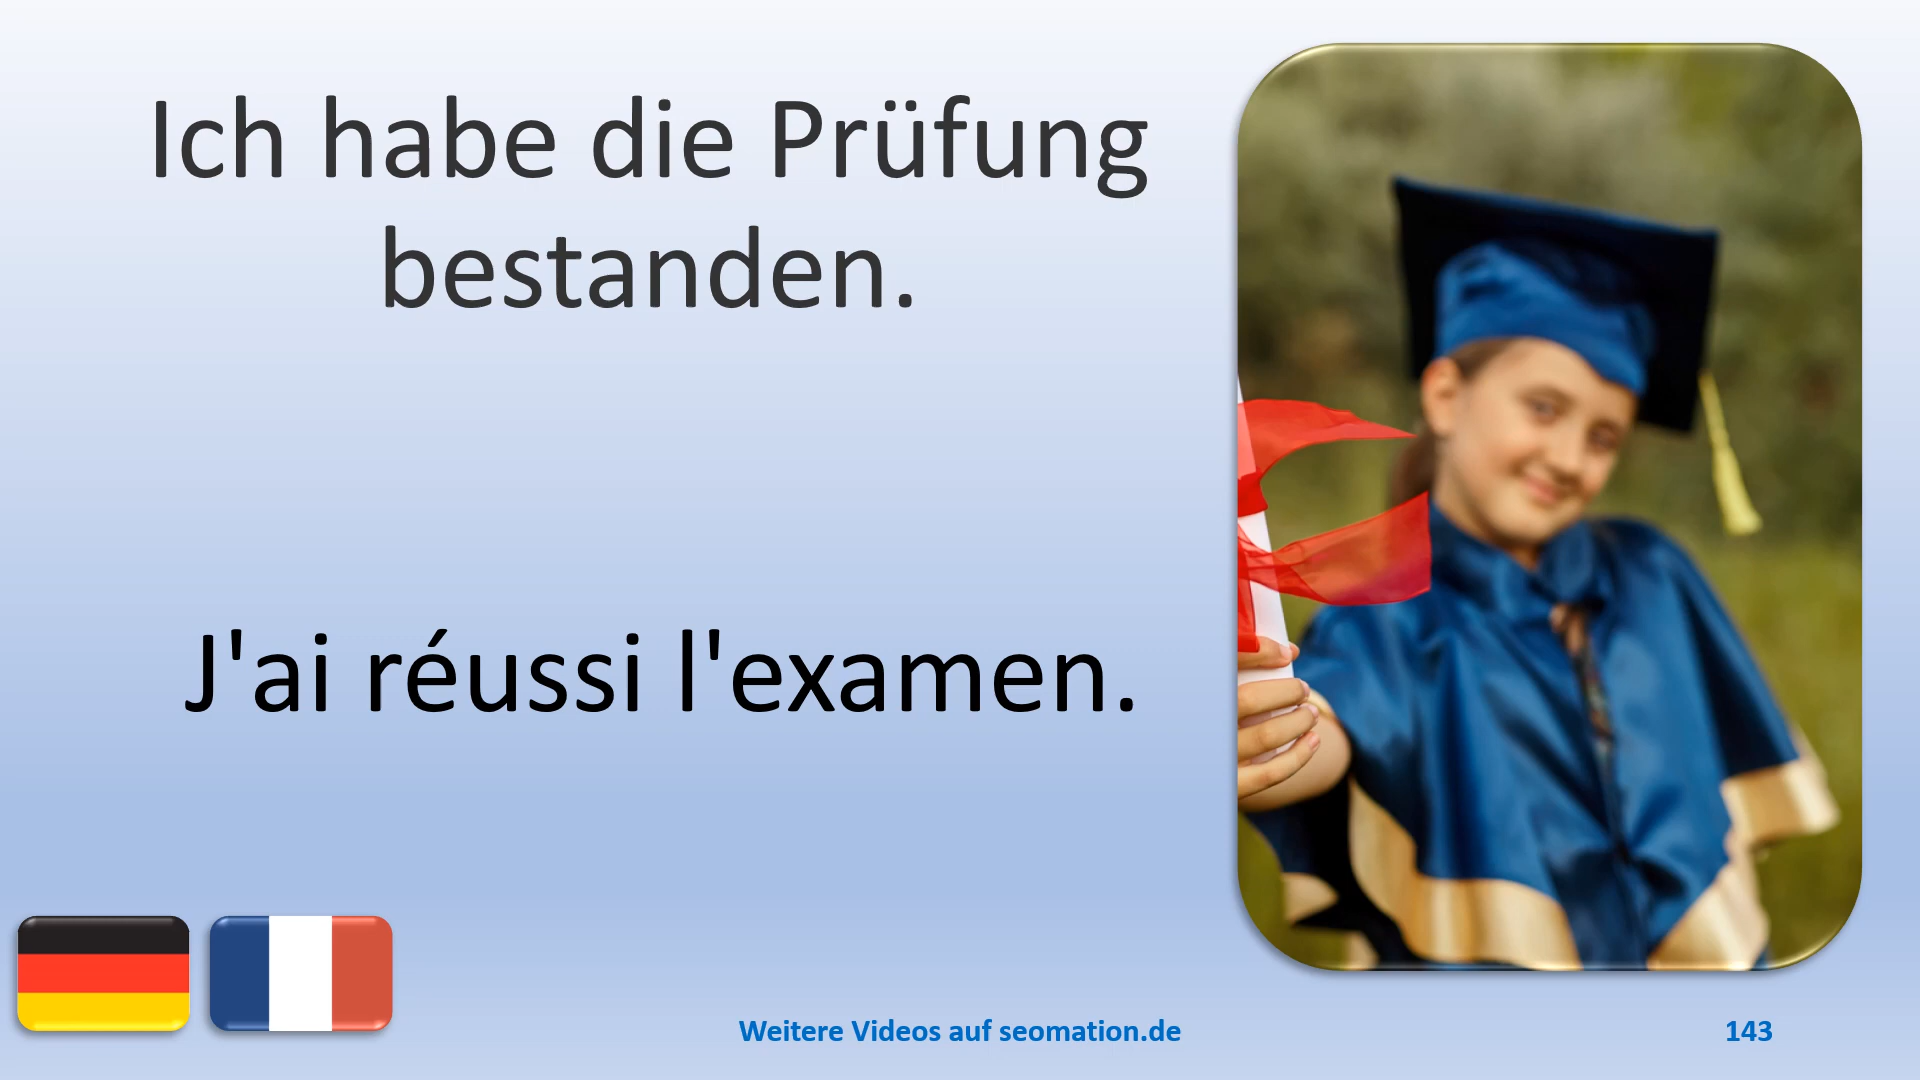 Ich habe die Prüfung
bestanden.
J'ai réussi l'examen.
Weitere Videos auf seomation.de
143